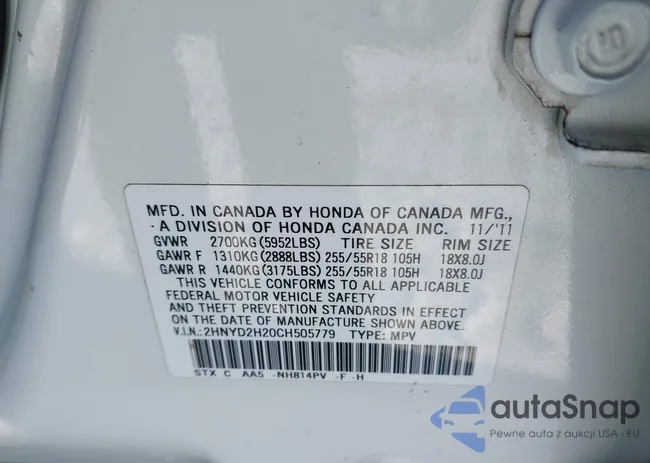 MFD. IN CANADA BY HONDA OF CANADA MFG.,
A DIVISION OF HONDA CANADA INC. 11/'11
GVWR 2700KG(5952LBS) TIRE SIZE RIM SIZE
GAWR F 1310KG(2888LBS) 255/55R18 105H 18X8.0J
GAWR R 1440KG(3175LBS) 255/55R18 105H 18X8.0J
THIS VEHICLE CONFORMS TO ALL APPLICABLE
FEDERAL MOTOR VEHICLE SAFETY
AND THEFT PREVENTION STANDARDS IN EFFECT
ON THE DATE OF MANUFACTURE SHOWN ABOVE.
V.I.N.:2HNYD2H20CH505779 TYPE: MPV
STX C AA5 -NH814PV -F -H
autoSnap
Pewne auta z aukcji USA i EU